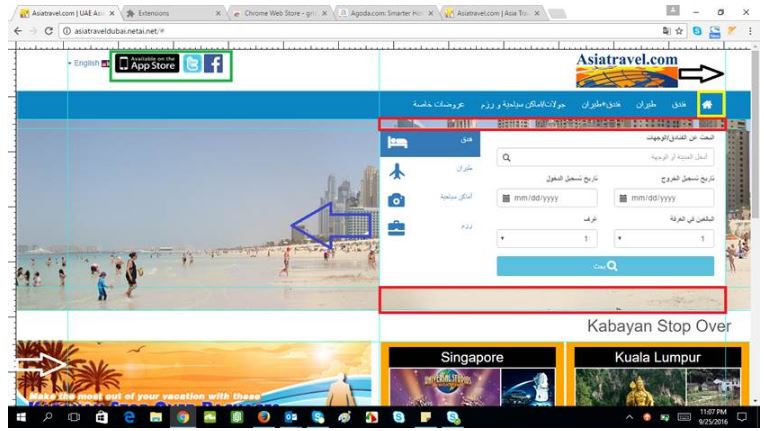 Asiatravel.com | UAE Asi
Extensions
Chrome Web Store - gri
Agoda.com: Smarter Hot
Asiatravel.com | Asia Tra
asiatraveldubai.netai.net/#
English
Available on the
App Store
Asiatravel.com
فندق
طيران
فندق+طيران
جولات/اماكن سياحية و رزم
عروضات خاصة
فندق
طيران
أماكن سياحية
رزم
البحث عن الفنادق/الوجهات
أدخل المدينة أو الوجهة
تاريخ تسجيل الدخول
تاريخ تسجيل الخروج
mm/dd/yyyy
mm/dd/yyyy
غرف
البالغين في الغرفة
1
1
بحث
Kabayan Stop Over
Make the most out of your vacation with these
Singapore
UNIVERSAL STUDIOS
Kuala Lumpur
11:07 PM
9/25/2016